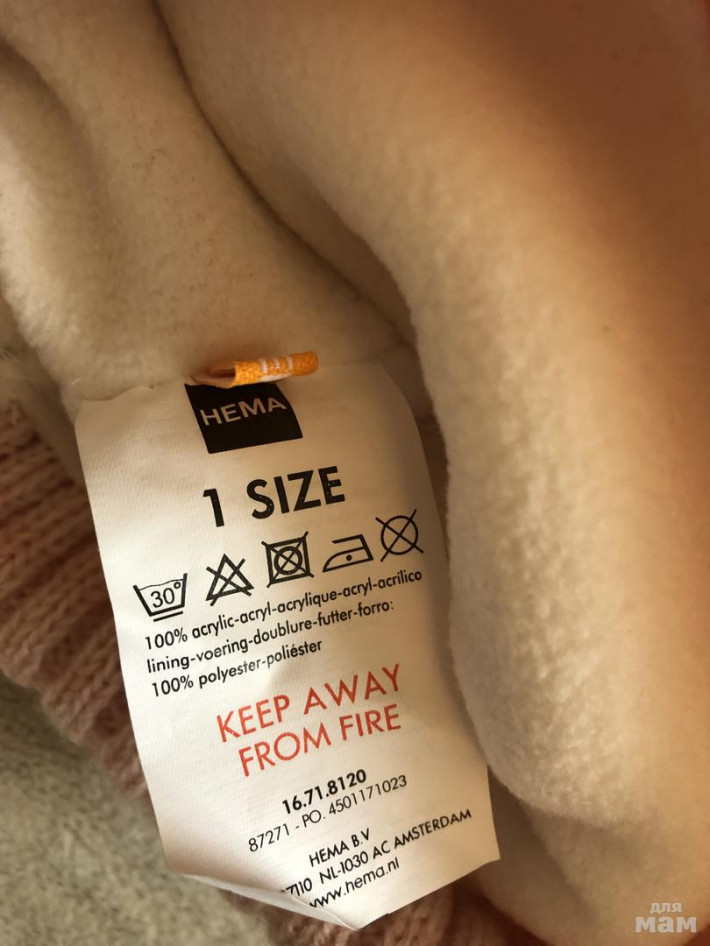 HEMA
1 SIZE
30°
100% acrylic-acryl-acrylique-acryl-acrilico
lining-voering-doublure-futter-forro:
100% polyester-poliéster
KEEP AWAY
FROM FIRE
16.71.8120
87271 - PO. 4501171023
HEMA B.V
NL-1030 AC AMSTERDAM
www.hema.nl
для
мам